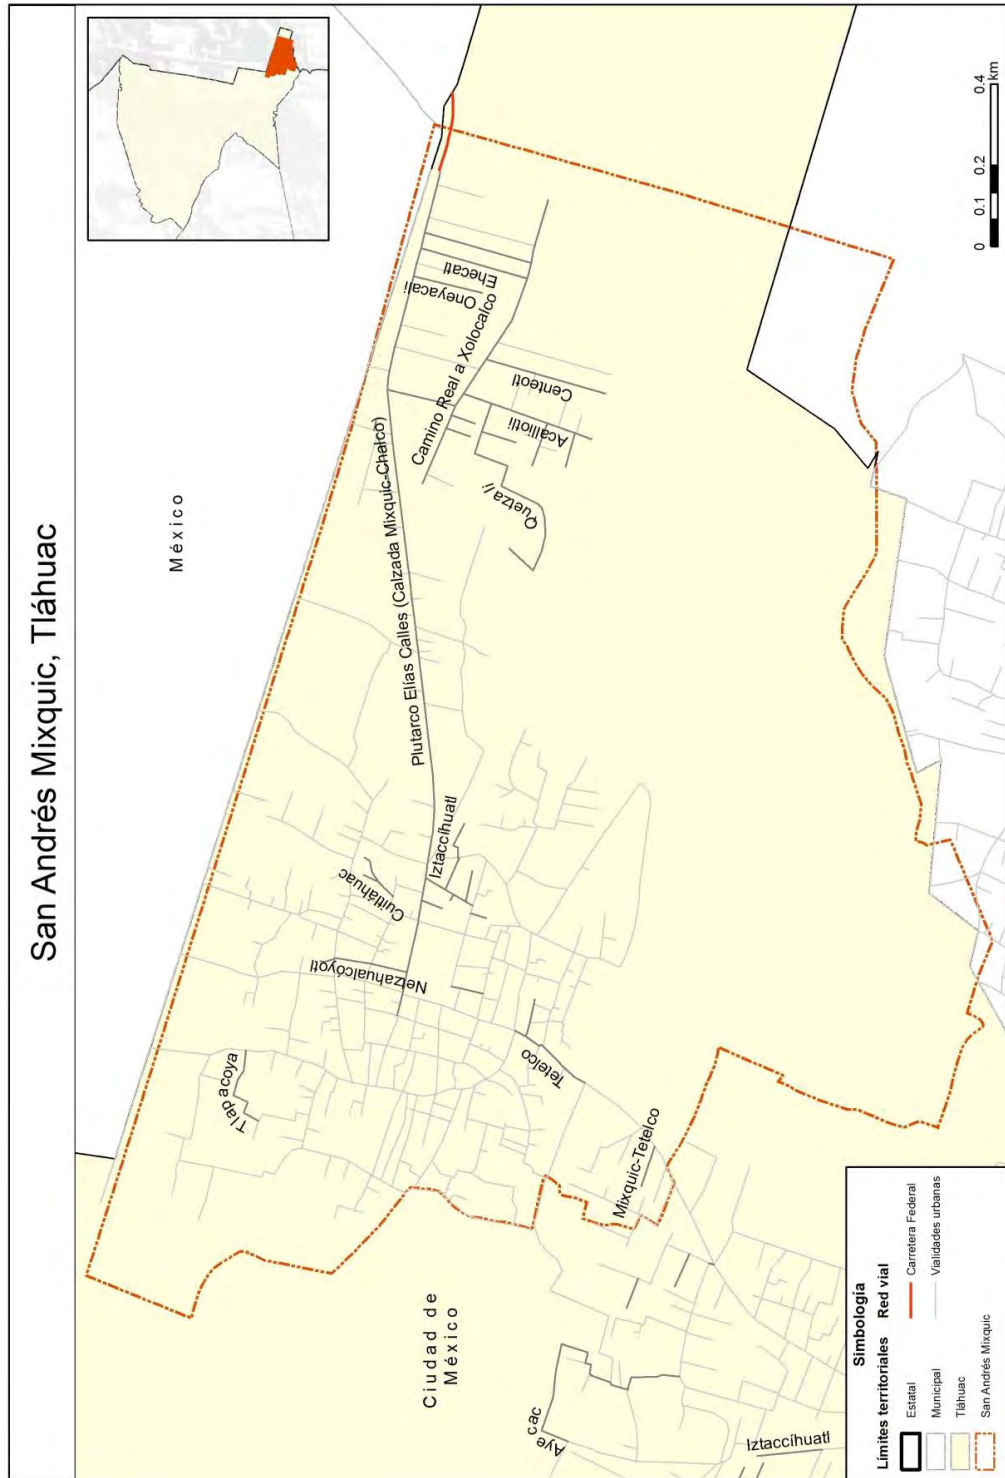 San Andrés Mixquic, Tláhuac
México
Ehecatl
Oneyacali
Camino Real a Xolocalco
Centeotl
Acalliotli
Quetzalli
Plutarco Elías Calles (Calzada Mixquic-Chalco)
Iztaccíhuatl
Cuitláhuac
Netzahualcóyotl
Tlapacoya
Tetelco
Mixquic-Tetelco
Ciudad de
México
Ayecac
Iztaccíhuatl
0 0.1 0.2 0.4
km
Simbología
Límites territoriales
Estatal
Municipal
Tláhuac
San Andrés Mixquic
Red vial
Carretera Federal
Vialidades urbanas